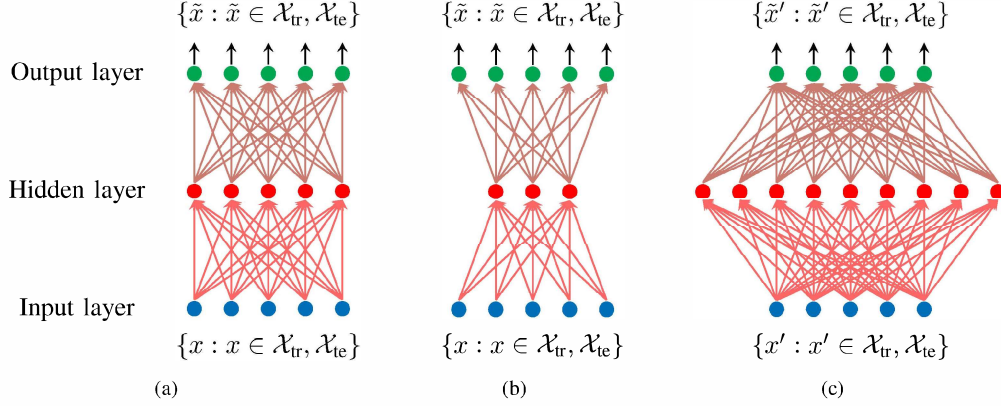 {x̃ : x̃ ∈ 𝒳tr, 𝒳te} {x̃ : x̃ ∈ 𝒳tr, 𝒳te} {x̃′ : x̃′ ∈ 𝒳tr, 𝒳te}
Output layer
Hidden layer
Input layer
{x : x ∈ 𝒳tr, 𝒳te} {x : x ∈ 𝒳tr, 𝒳te} {x′ : x′ ∈ 𝒳tr, 𝒳te}
(a) (b) (c)